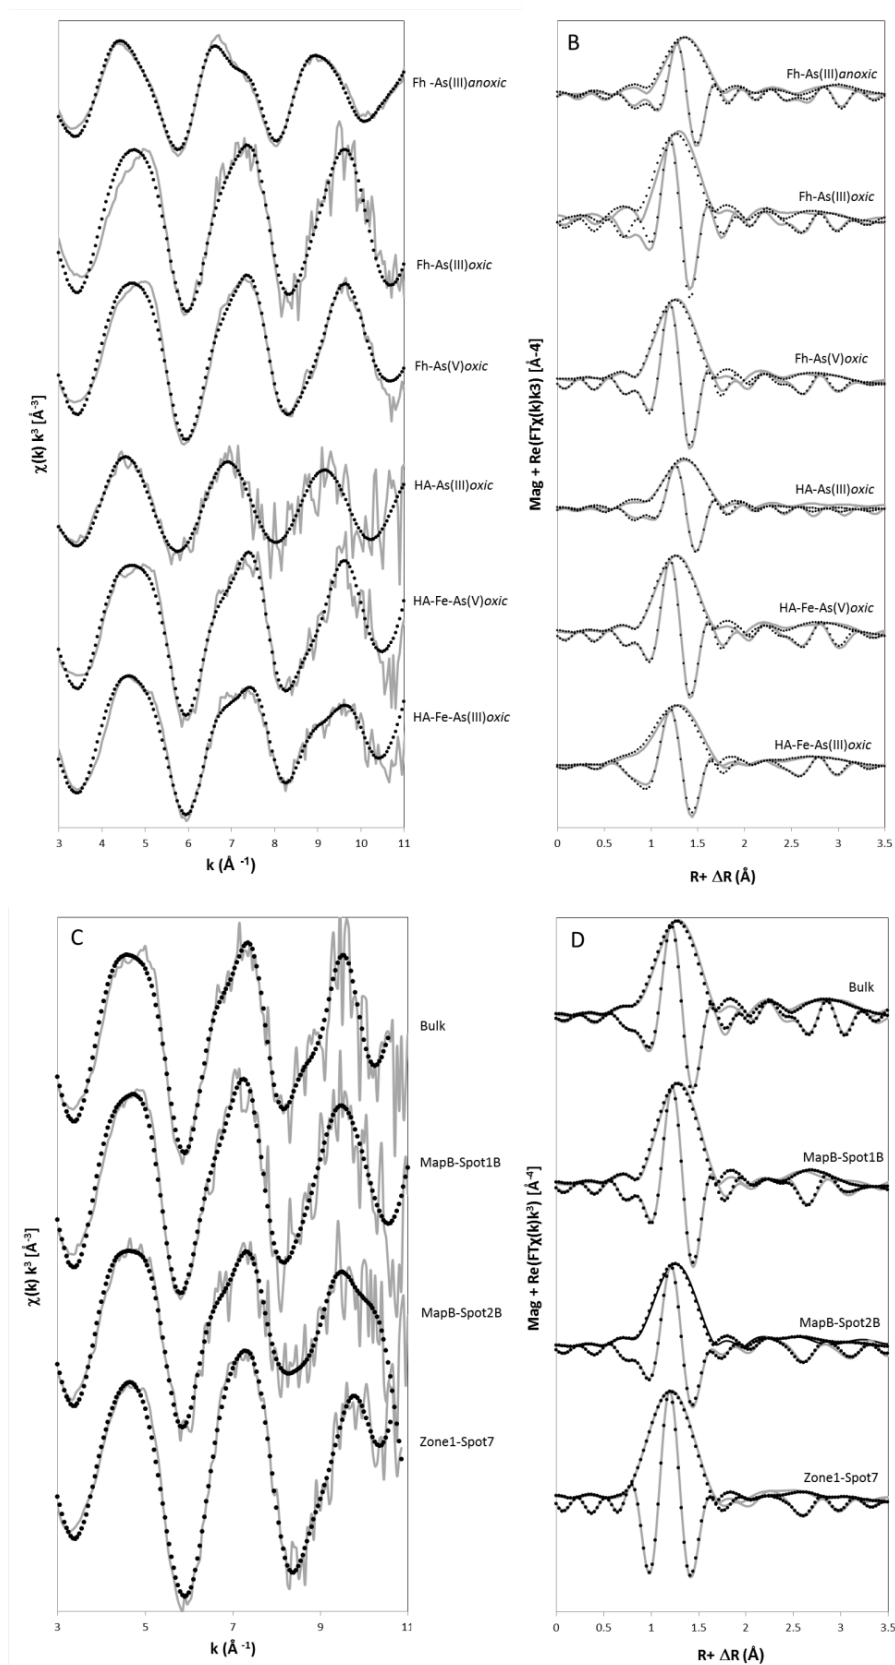 B
Fh -As(III)anoxic
Fh-As(III)anoxic
Fh-As(III)oxic
Fh-As(III)oxic
Fh-As(V)oxic
Fh-As(V)oxic
χ(k) k³ [Å⁻³]
Mag + Re(FTχ(k)k3) [Å-4]
HA-As(III)oxic
HA-As(III)oxic
HA-Fe-As(V)oxic
HA-Fe-As(V)oxic
HA-Fe-As(III)oxic
HA-Fe-As(III)oxic
3 4 5 6 7 8 9 10 11
0 0.5 1 1.5 2 2.5 3 3.5
k (Å ⁻¹)
R+ ΔR (Å)
C
D
Bulk
Bulk
MapB-Spot1B
MapB-Spot1B
χ(k) k³ [Å⁻³]
Mag + Re(FTχ(k)k³) [Å⁻⁴]
MapB-Spot2B
MapB-Spot2B
Zone1-Spot7
Zone1-Spot7
3 5 7 9 11
0 0.5 1 1.5 2 2.5 3 3.5
k (Å ⁻¹)
R+ ΔR (Å)